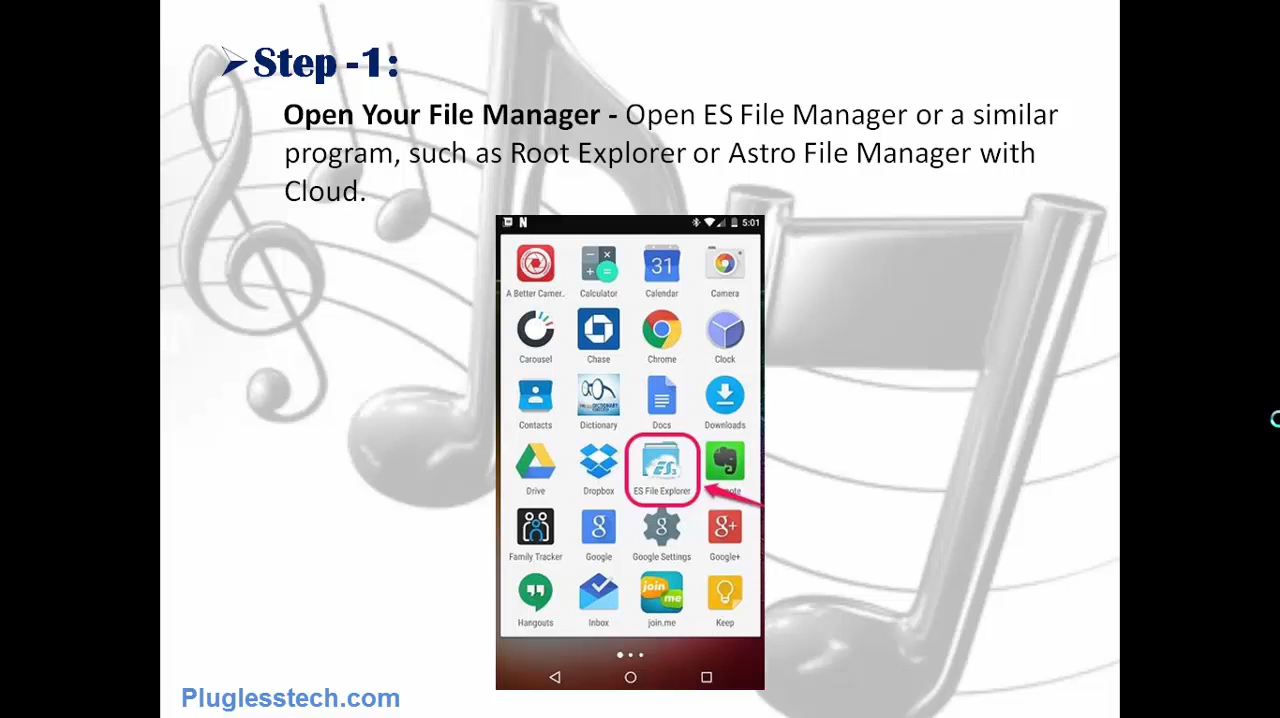 Step -1:
Open Your File Manager - Open ES File Manager or a similar
program, such as Root Explorer or Astro File Manager with
Cloud.
N 5:01
31
A Better Camer. Calculator Calendar Camera
Carousel Chase Chrome Clock
DICTIONARY
Contacts Dictionary Docs Downloads
ES
Drive Dropbox ES File Explorer
g g g+
Family Tracker Google Google Settings Google+
join me
Hangouts Inbox join.me Keep
Pluglesstech.com